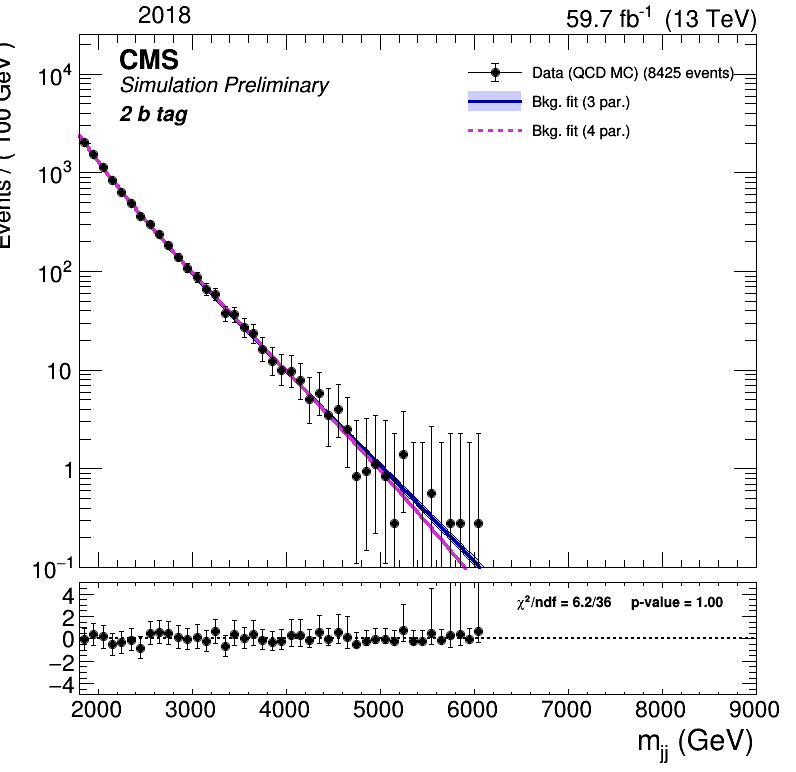 2018
59.7 fb⁻¹ (13 TeV)
CMS
Simulation Preliminary
2 b tag
Data (QCD MC) (8425 events)
Bkg. fit (3 par.)
Bkg. fit (4 par.)
Events / ( 100 GeV )
10⁴
10³
10²
10
1
10⁻¹
χ²/ndf = 6.2/36 p-value = 1.00
4
2
0
−2
−4
2000 3000 4000 5000 6000 7000 8000 9000
m_jj (GeV)